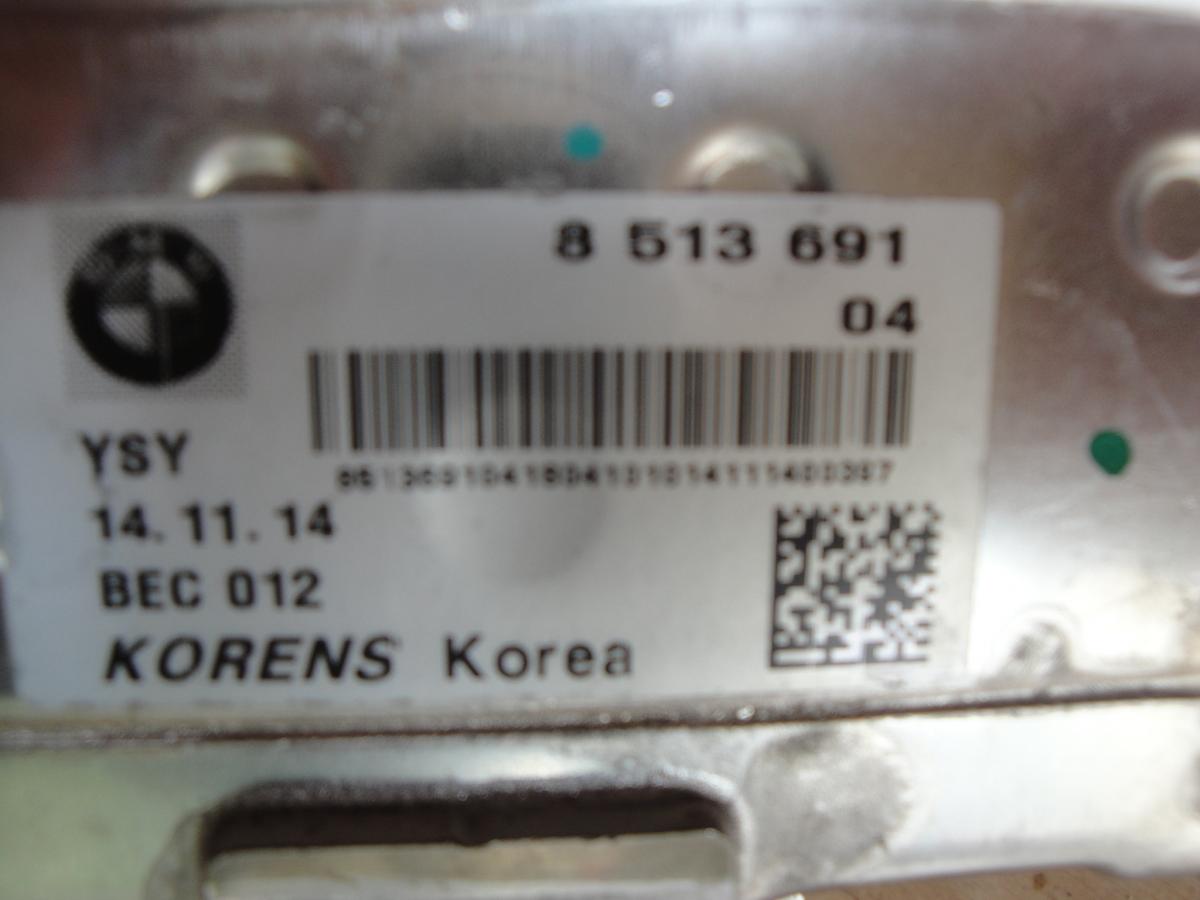 8 513 691
04
YSY
14.11.14
BEC 012
KORENS Korea